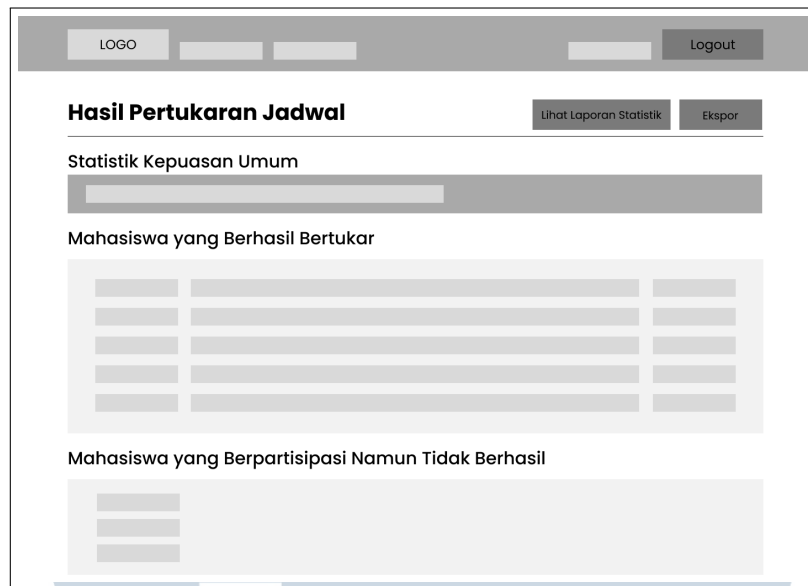 LOGO
Logout
Hasil Pertukaran Jadwal
Lihat Laporan Statistik
Ekspor
Statistik Kepuasan Umum
Mahasiswa yang Berhasil Bertukar
Mahasiswa yang Berpartisipasi Namun Tidak Berhasil